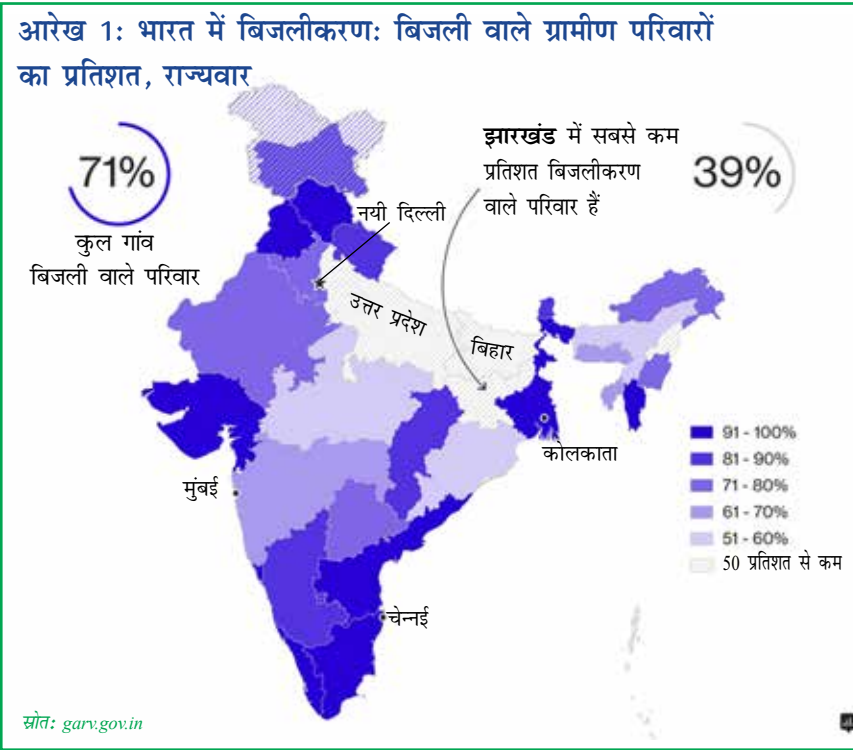 आरेख 1: भारत में बिजलीकरण: बिजली वाले ग्रामीण परिवारों
का प्रतिशत, राज्यवार
71%
कुल गांव
बिजली वाले परिवार
झारखंड में सबसे कम
प्रतिशत बिजलीकरण
वाले परिवार हैं
39%
नयी दिल्ली
उत्तर प्रदेश
बिहार
कोलकाता
मुंबई
चेन्नई
91 - 100%
81 - 90%
71 - 80%
61 - 70%
51 - 60%
50 प्रतिशत से कम
स्रोत: garv.gov.in